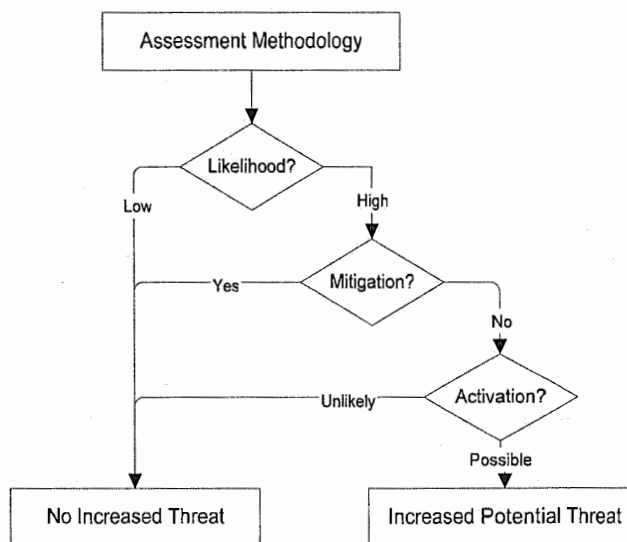 Assessment Methodology
Likelihood?
Low
High
Yes
Mitigation?
No
Unlikely
Activation?
Possible
No Increased Threat
Increased Potential Threat